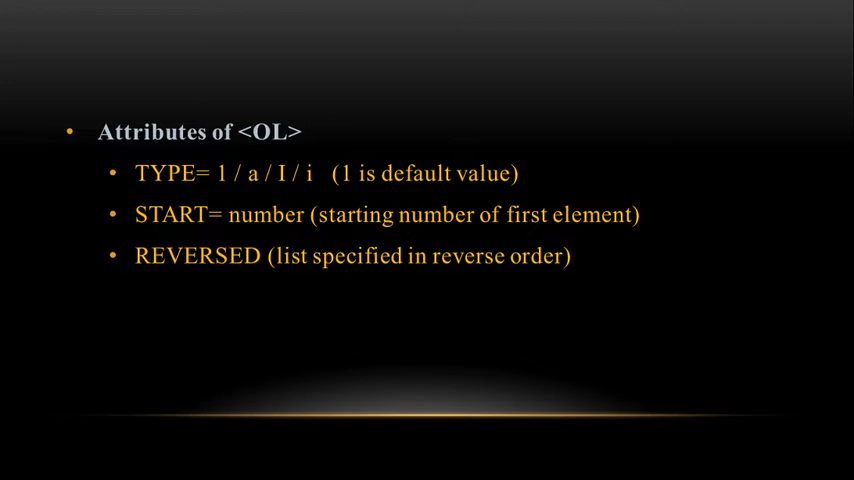 • Attributes of <OL>
• TYPE= 1 / a / I / i (1 is default value)
• START= number (starting number of first element)
• REVERSED (list specified in reverse order)